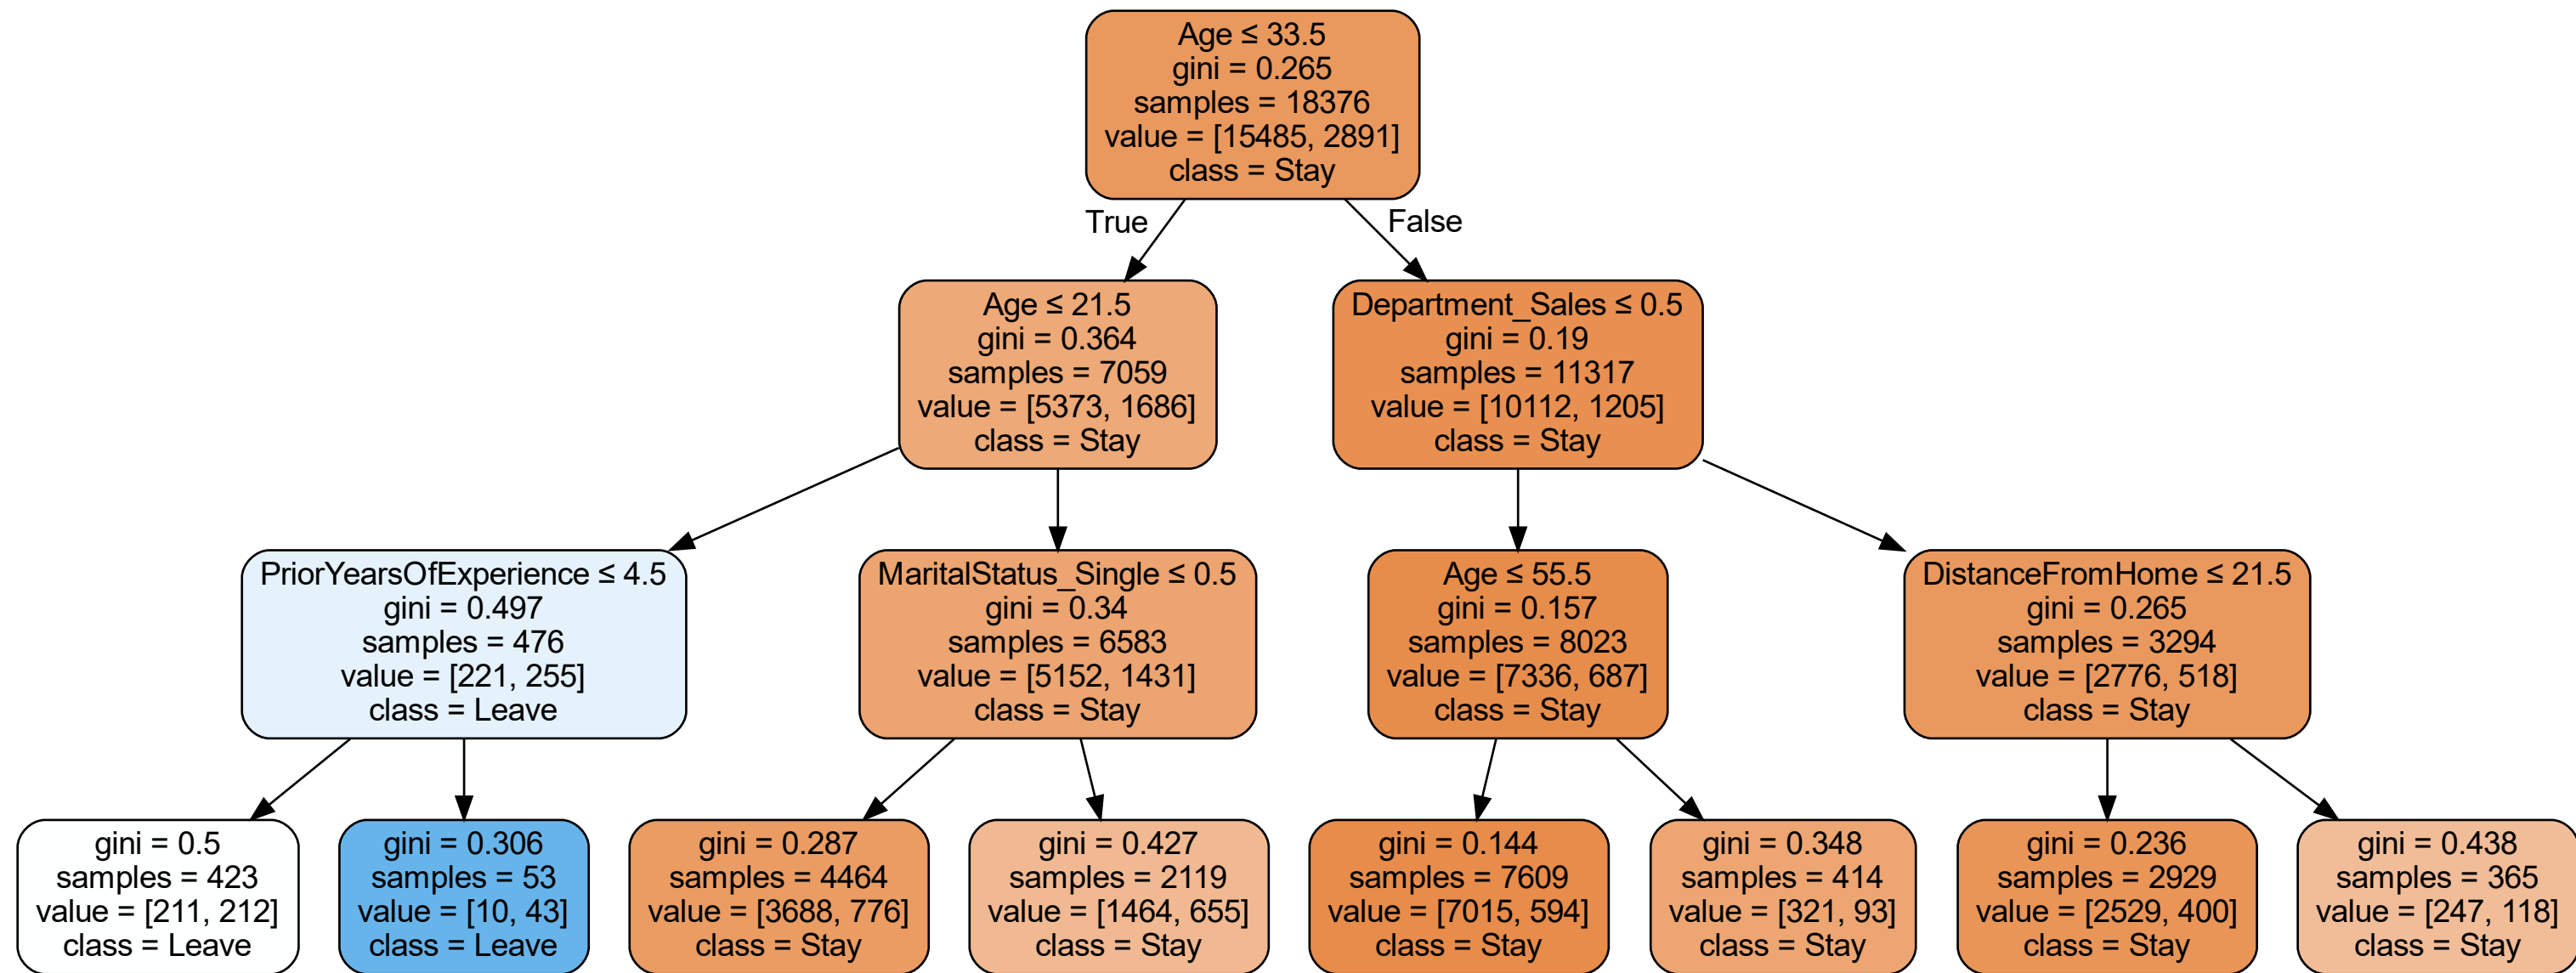 Age ≤ 33.5
gini = 0.265
samples = 18376
value = [15485, 2891]
class = Stay
True
False
Age ≤ 21.5
gini = 0.364
samples = 7059
value = [5373, 1686]
class = Stay
Department_Sales ≤ 0.5
gini = 0.19
samples = 11317
value = [10112, 1205]
class = Stay
PriorYearsOfExperience ≤ 4.5
gini = 0.497
samples = 476
value = [221, 255]
class = Leave
MaritalStatus_Single ≤ 0.5
gini = 0.34
samples = 6583
value = [5152, 1431]
class = Stay
Age ≤ 55.5
gini = 0.157
samples = 8023
value = [7336, 687]
class = Stay
DistanceFromHome ≤ 21.5
gini = 0.265
samples = 3294
value = [2776, 518]
class = Stay
gini = 0.5
samples = 423
value = [211, 212]
class = Leave
gini = 0.306
samples = 53
value = [10, 43]
class = Leave
gini = 0.287
samples = 4464
value = [3688, 776]
class = Stay
gini = 0.427
samples = 2119
value = [1464, 655]
class = Stay
gini = 0.144
samples = 7609
value = [7015, 594]
class = Stay
gini = 0.348
samples = 414
value = [321, 93]
class = Stay
gini = 0.236
samples = 2929
value = [2529, 400]
class = Stay
gini = 0.438
samples = 365
value = [247, 118]
class = Stay